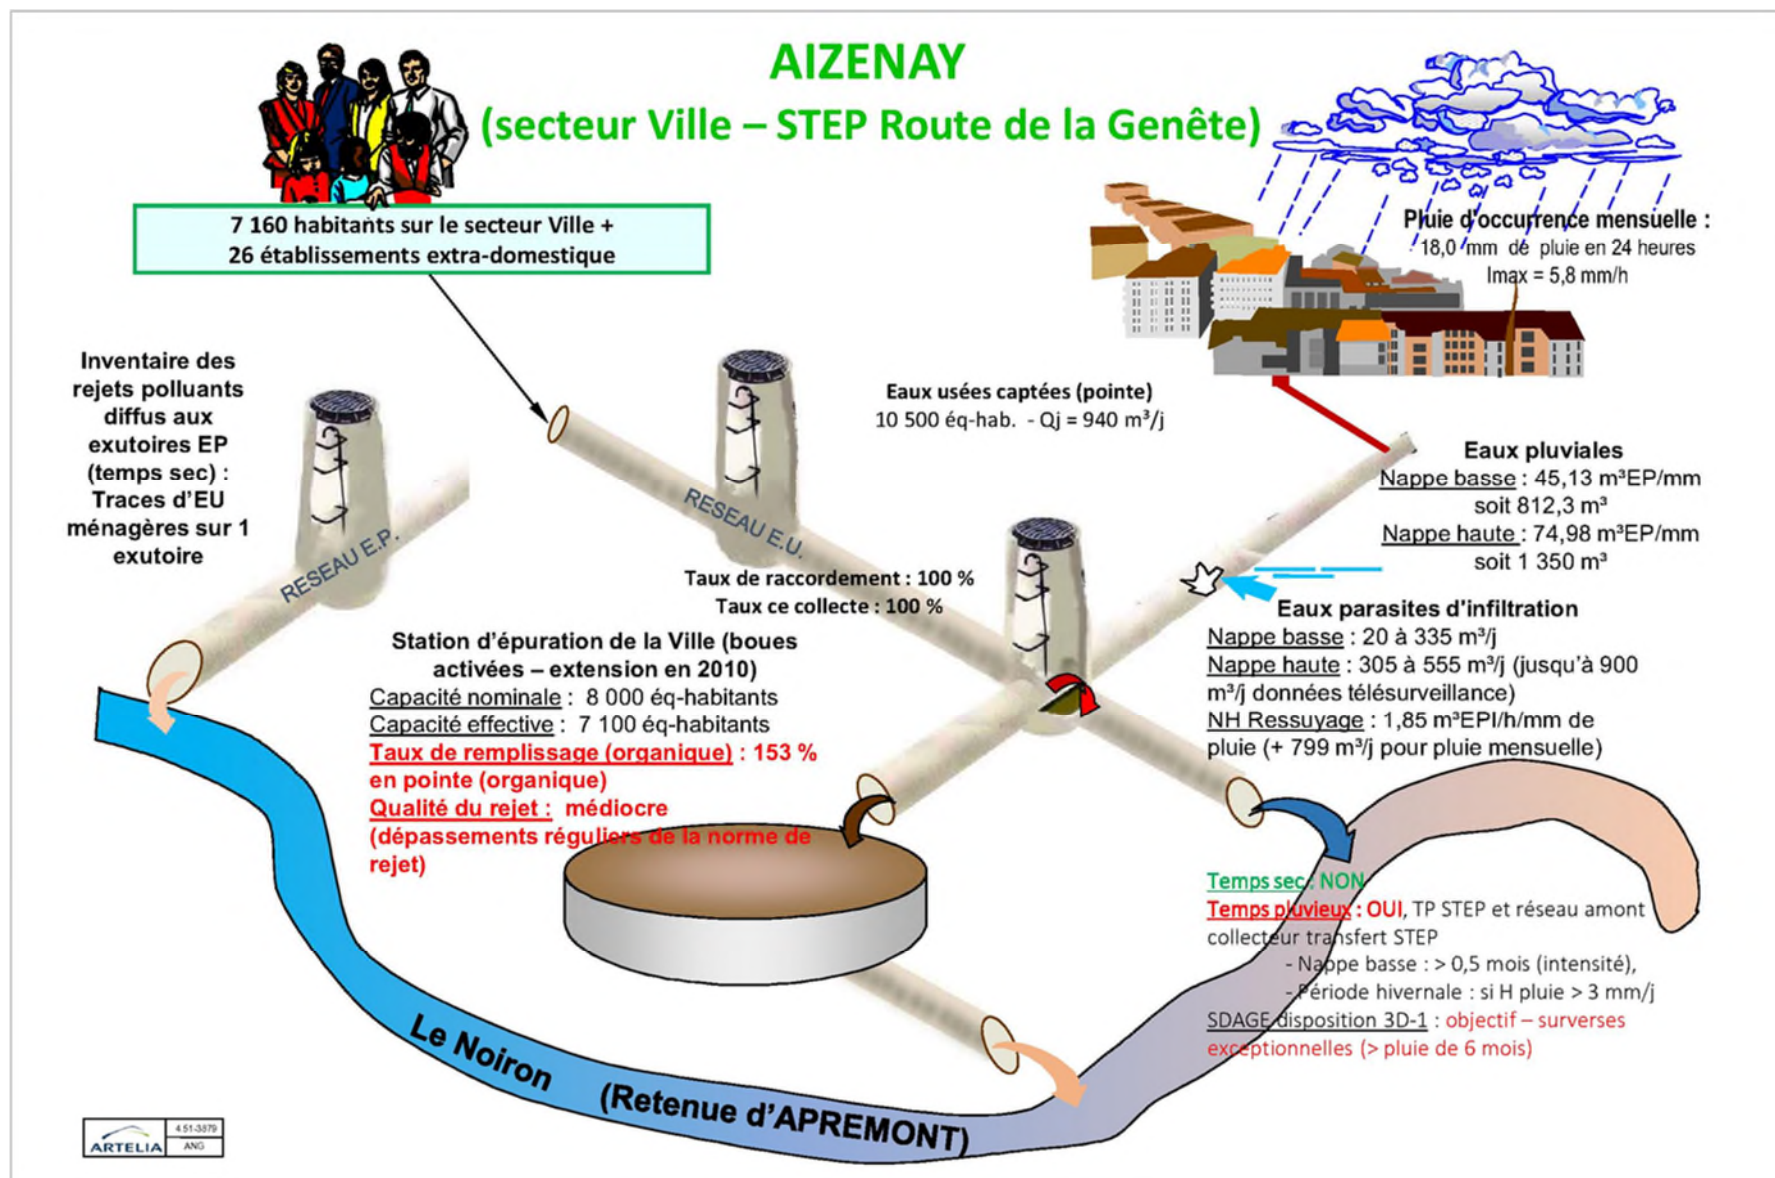 AIZENAY
(secteur Ville – STEP Route de la Genête)
7 160 habitants sur le secteur Ville +
26 établissements extra-domestique
Pluie d'occurrence mensuelle :
18,0 mm de pluie en 24 heures
Imax = 5,8 mm/h
Inventaire des
rejets polluants
diffus aux
exutoires EP
(temps sec) :
Traces d'EU
ménagères sur 1
exutoire
RESEAU E.P.
RESEAU E.U.
Eaux usées captées (pointe)
10 500 éq-hab. - Qj = 940 m³/j
Eaux pluviales
Nappe basse : 45,13 m³EP/mm
soit 812,3 m³
Nappe haute : 74,98 m³EP/mm
soit 1 350 m³
Taux de raccordement : 100 %
Taux ce collecte : 100 %
Eaux parasites d'infiltration
Nappe basse : 20 à 335 m³/j
Nappe haute : 305 à 555 m³/j (jusqu'à 900
m³/j données télésurveillance)
NH Ressuyage : 1,85 m³EPI/h/mm de
pluie (+ 799 m³/j pour pluie mensuelle)
Station d'épuration de la Ville (boues
activées – extension en 2010)
Capacité nominale : 8 000 éq-habitants
Capacité effective : 7 100 éq-habitants
Taux de remplissage (organique) : 153 %
en pointe (organique)
Qualité du rejet : médiocre
(dépassements réguliers de la norme de
rejet)
Temps sec : NON
Temps pluvieux : OUI, TP STEP et réseau amont
collecteur transfert STEP
- Nappe basse : > 0,5 mois (intensité),
- Période hivernale : si H pluie > 3 mm/j
SDAGE disposition 3D-1 : objectif – surverses
exceptionnelles (> pluie de 6 mois)
Le Noiron (Retenue d'APREMONT)
ARTELIA
4.51-3879
ANG